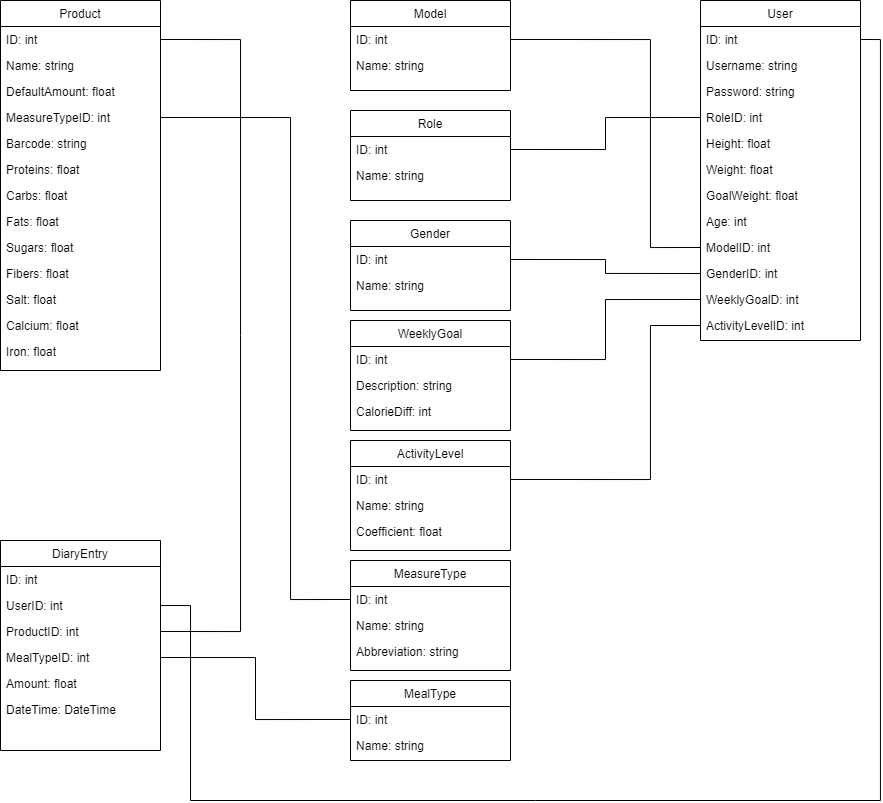 Product
ID: int
Name: string
DefaultAmount: float
MeasureTypeID: int
Barcode: string
Proteins: float
Carbs: float
Fats: float
Sugars: float
Fibers: float
Salt: float
Calcium: float
Iron: float
Model
ID: int
Name: string
Role
ID: int
Name: string
Gender
ID: int
Name: string
WeeklyGoal
ID: int
Description: string
CalorieDiff: int
ActivityLevel
ID: int
Name: string
Coefficient: float
MeasureType
ID: int
Name: string
Abbreviation: string
MealType
ID: int
Name: string
User
ID: int
Username: string
Password: string
RoleID: int
Height: float
Weight: float
GoalWeight: float
Age: int
ModelID: int
GenderID: int
WeeklyGoaID: int
ActivityLevelID: int
DiaryEntry
ID: int
UserID: int
ProductID: int
MealTypeID: int
Amount: float
DateTime: DateTime